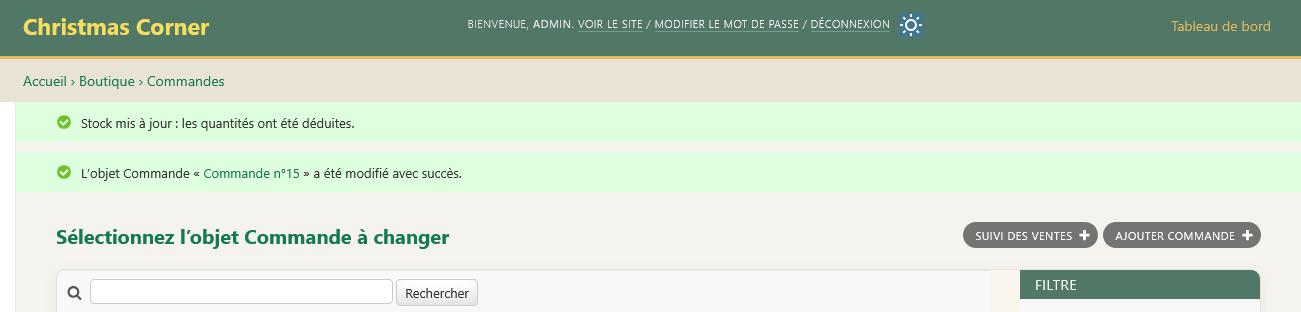 Christmas Corner
BIENVENUE, ADMIN. VOIR LE SITE / MODIFIER LE MOT DE PASSE / DÉCONNEXION
Tableau de bord
Accueil › Boutique › Commandes
Stock mis à jour : les quantités ont été déduites.
L’objet Commande « Commande n°15 » a été modifié avec succès.
Sélectionnez l’objet Commande à changer
SUIVI DES VENTES
AJOUTER COMMANDE
Rechercher
FILTRE